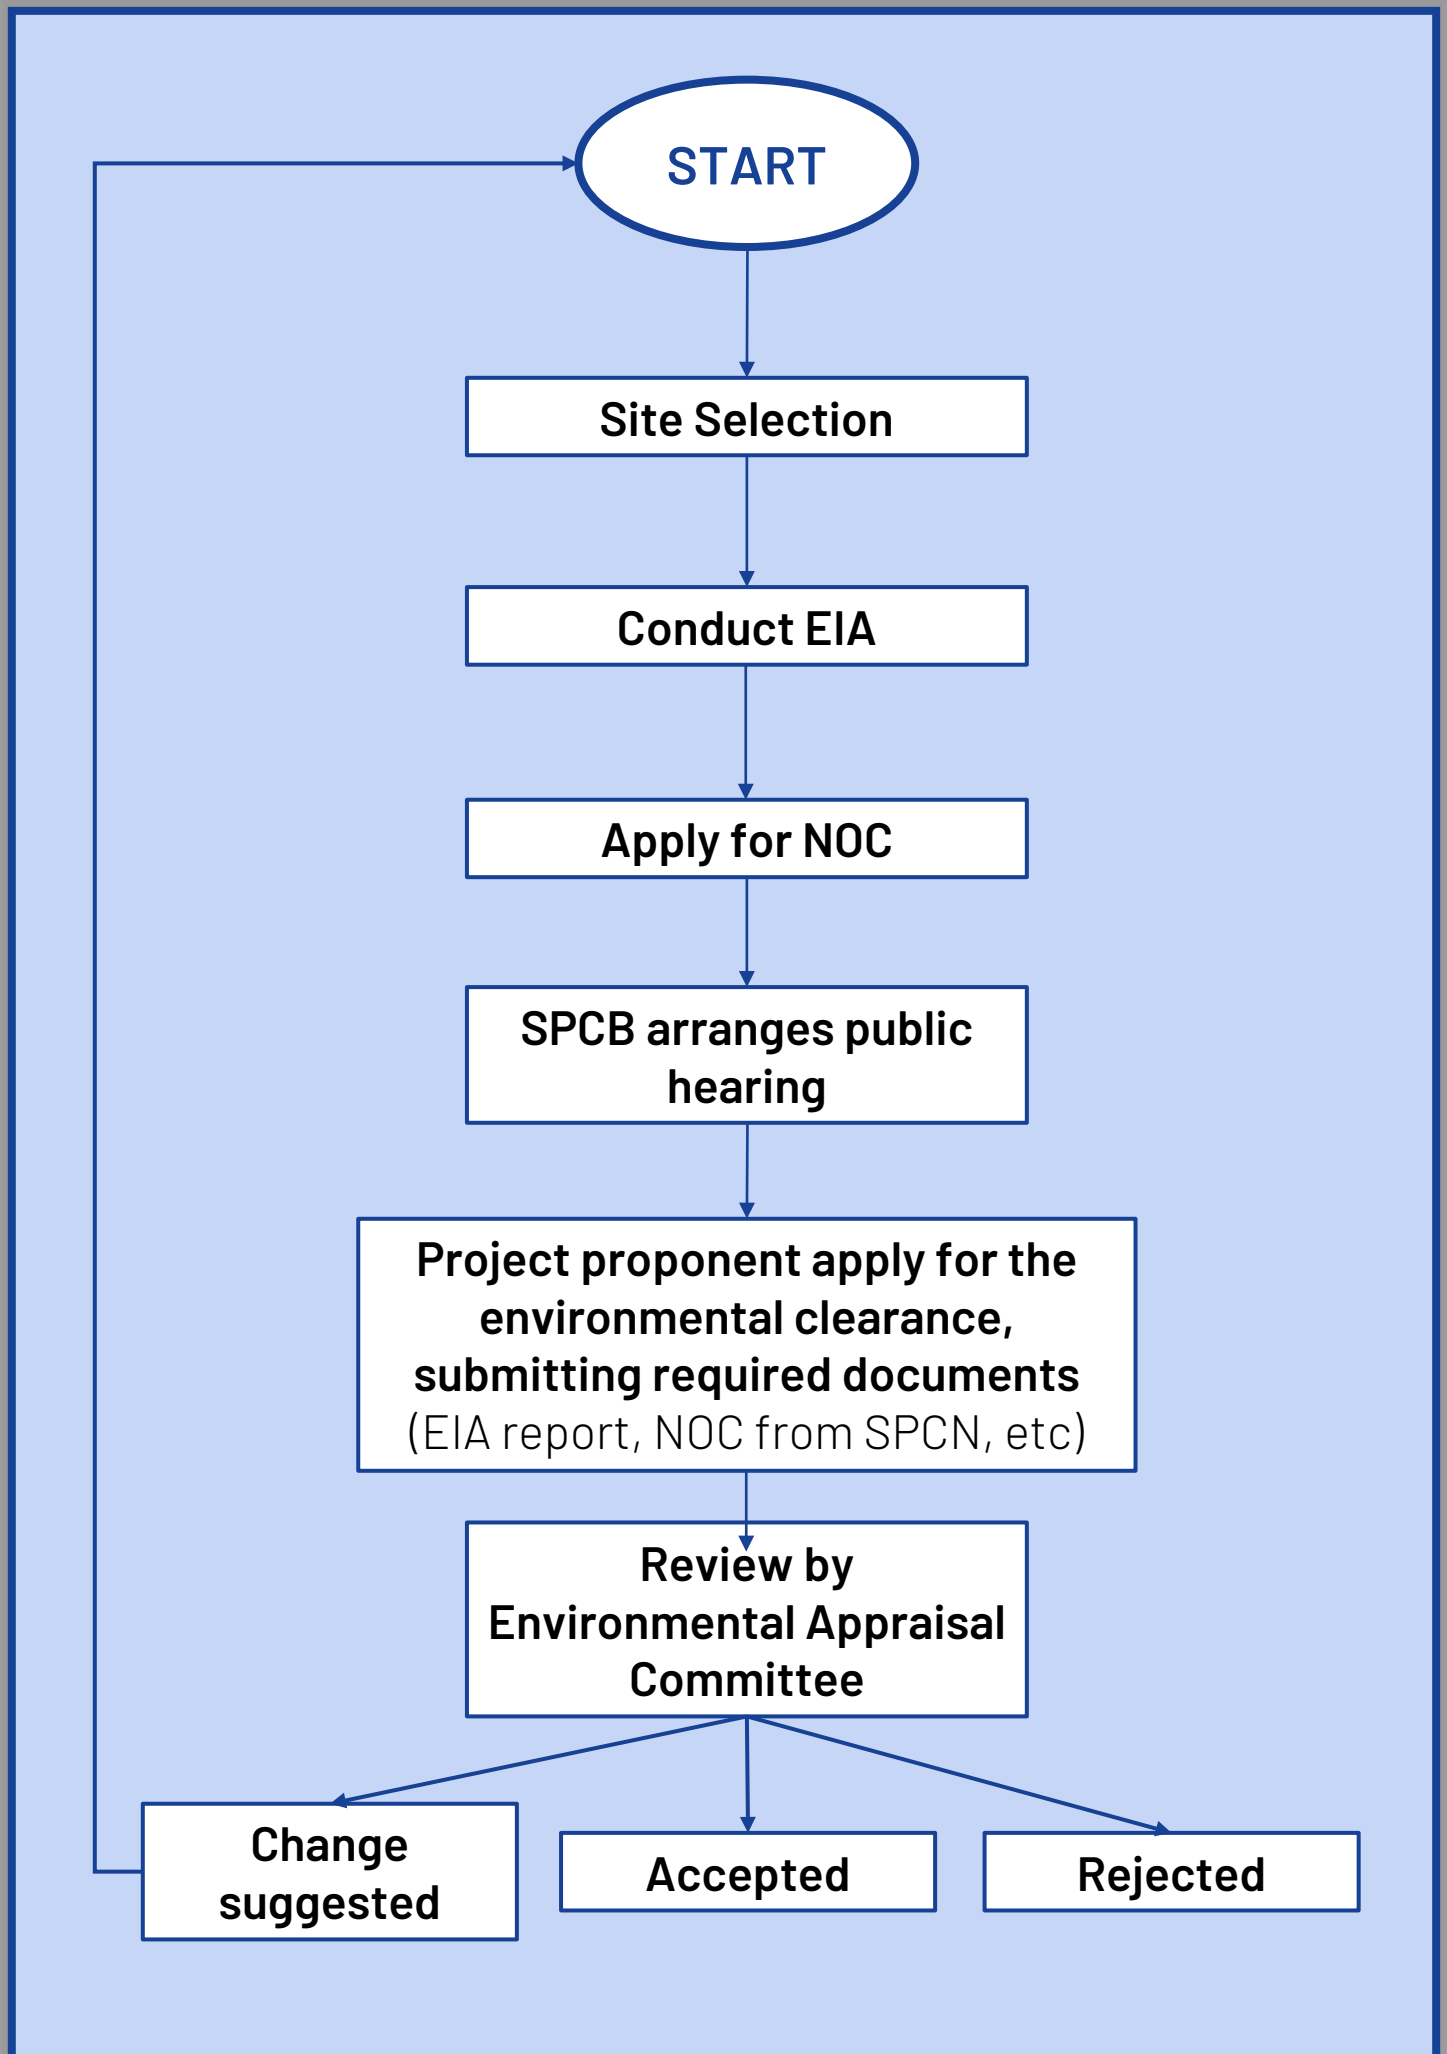 START
Site Selection
Conduct EIA
Apply for NOC
SPCB arranges public
hearing
Project proponent apply for the
environmental clearance,
submitting required documents
(EIA report, NOC from SPCN, etc)
Review by
Environmental Appraisal
Committee
Change
suggested
Accepted
Rejected